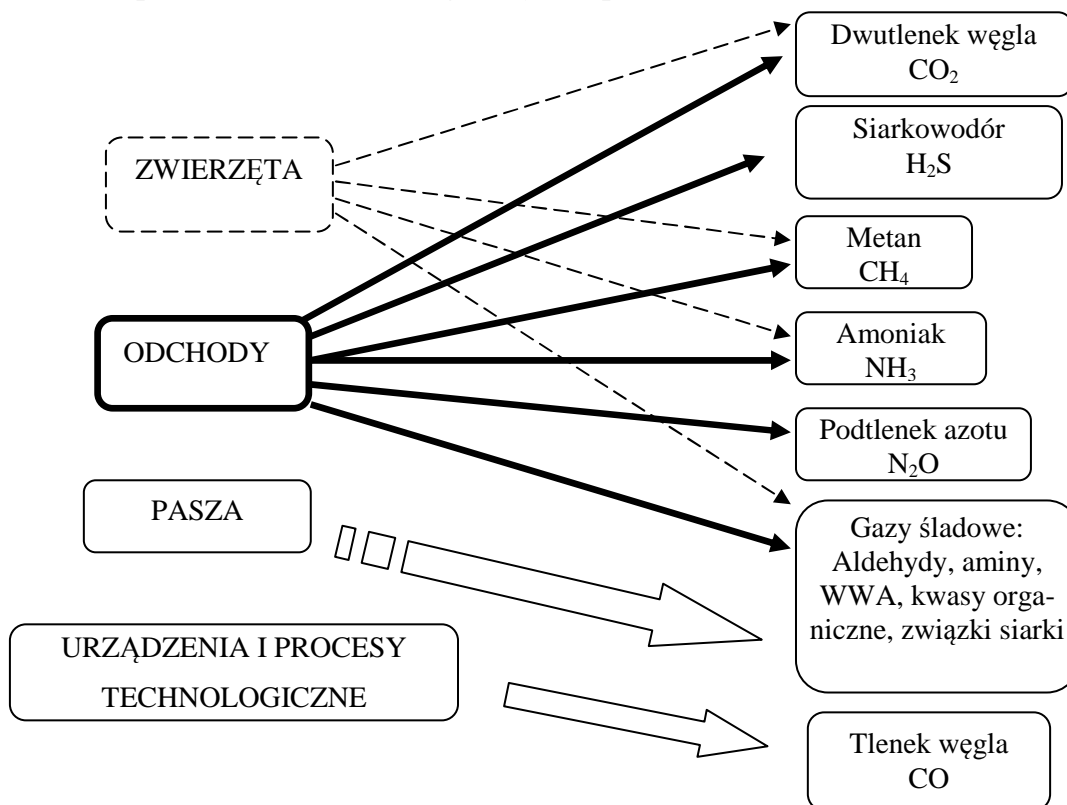 Dwutlenek węgla
CO₂
Siarkowodór
H₂S
ZWIERZĘTA
Metan
CH₄
Amoniak
NH₃
ODCHODY
Podtlenek azotu
N₂O
PASZA
Gazy śladowe:
Aldehydy, aminy,
WWA, kwasy orga-
niczne, związki siarki
URZĄDZENIA I PROCESY
TECHNOLOGICZNE
Tlenek węgla
CO